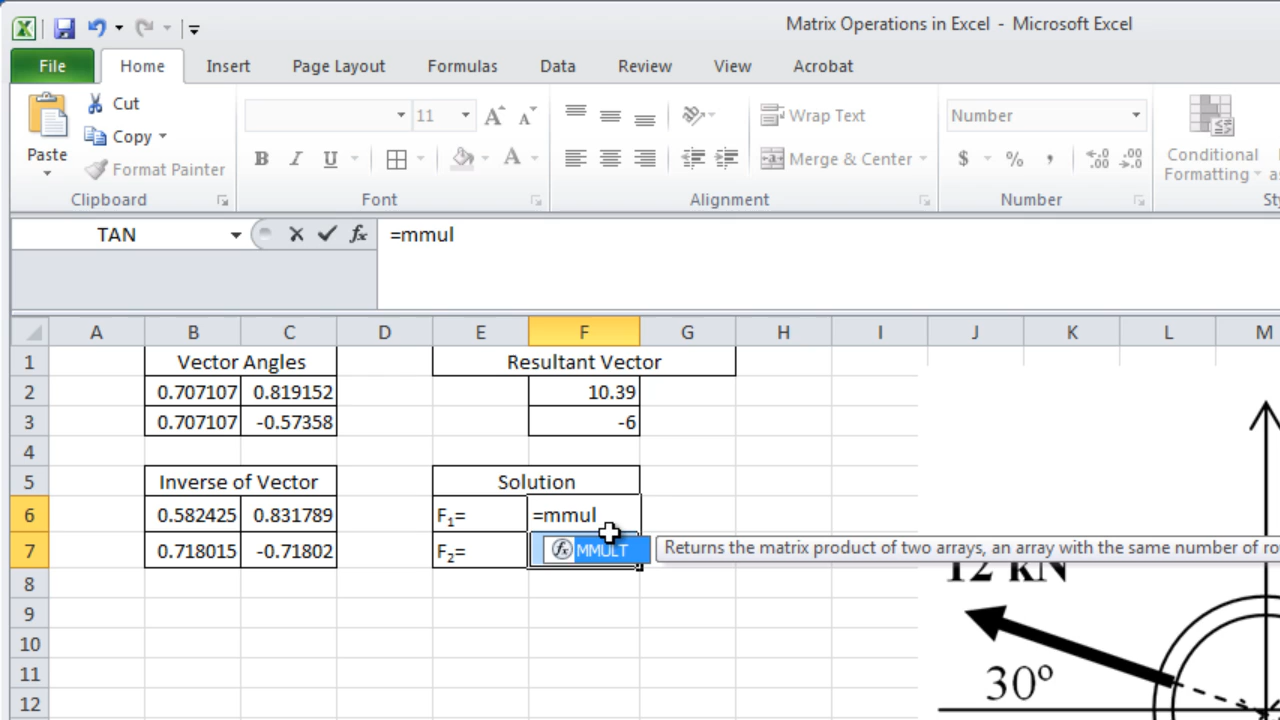 Matrix Operations in Excel - Microsoft Excel
File Home Insert Page Layout Formulas Data Review View Acrobat
Paste
Cut
Copy
Format Painter
Clipboard
11
A A
B I U
A
Font
Wrap Text
Merge & Center
Alignment
Number
$ % , .00 .00
Number
Conditional
Formatting
TAN
fx
=mmul
A B C D E F G H I J K L M
1 Vector Angles Resultant Vector
2 0.707107 0.819152 10.39
3 0.707107 -0.57358 -6
4
5 Inverse of Vector Solution
6 0.582425 0.831789 F1= =mmul
7 0.718015 -0.71802 F2=
fx MMULT
Returns the matrix product of two arrays, an array with the same number of ro
8
9
10
11
12
12 kN
30º